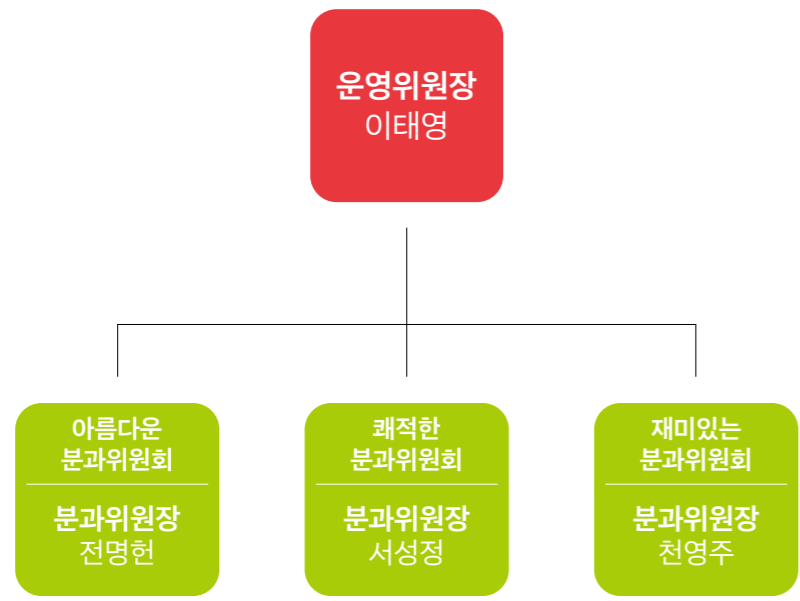 운영위원장
이태영
아름다운
분과위원회
분과위원장
전명헌
쾌적한
분과위원회
분과위원장
서성정
재미있는
분과위원회
분과위원장
천영주